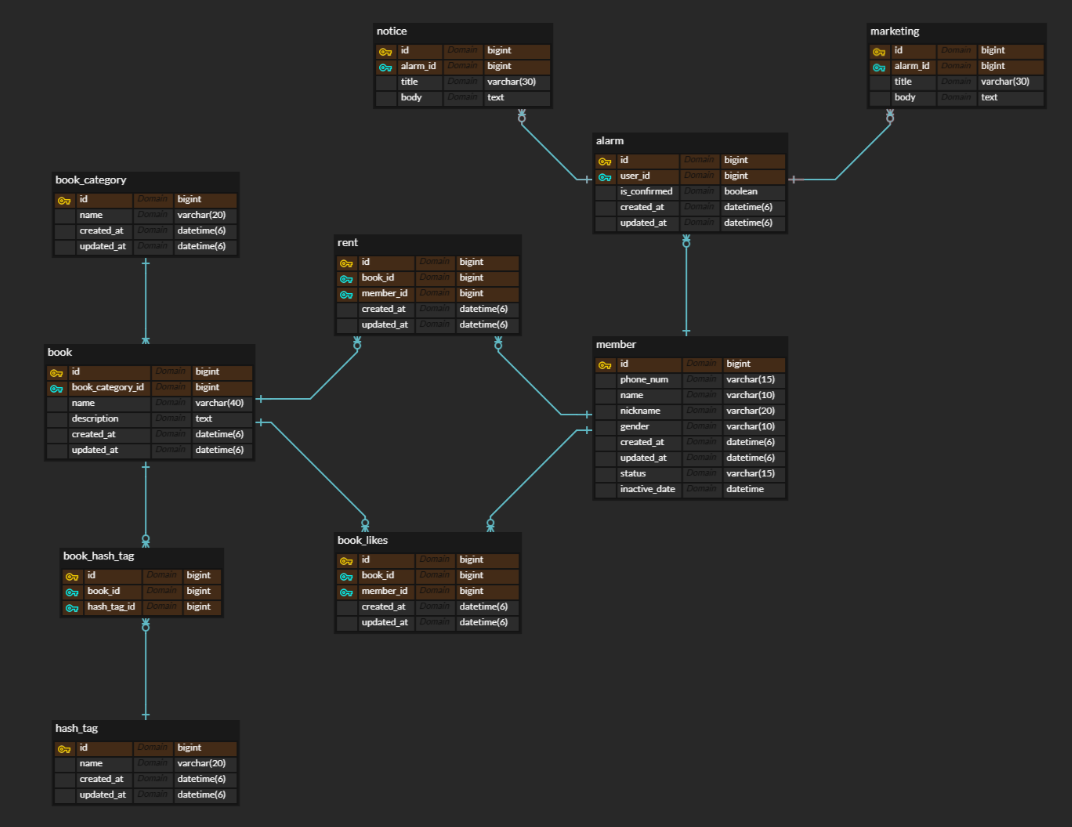 notice
id Domain bigint
alarm_id Domain bigint
title Domain varchar(30)
body Domain text
marketing
id Domain bigint
alarm_id Domain bigint
title Domain varchar(30)
body Domain text
alarm
id Domain bigint
user_id Domain bigint
is_confirmed Domain boolean
created_at Domain datetime(6)
updated_at Domain datetime(6)
book_category
id Domain bigint
name Domain varchar(20)
created_at Domain datetime(6)
updated_at Domain datetime(6)
rent
id Domain bigint
book_id Domain bigint
member_id Domain bigint
created_at Domain datetime(6)
updated_at Domain datetime(6)
book
id Domain bigint
book_category_id Domain bigint
name Domain varchar(40)
description Domain text
created_at Domain datetime(6)
updated_at Domain datetime(6)
member
id Domain bigint
phone_num Domain varchar(15)
name Domain varchar(10)
nickname Domain varchar(20)
gender Domain varchar(10)
created_at Domain datetime(6)
updated_at Domain datetime(6)
status Domain varchar(15)
inactive_date Domain datetime
book_likes
id Domain bigint
book_id Domain bigint
member_id Domain bigint
created_at Domain datetime(6)
updated_at Domain datetime(6)
book_hash_tag
id Domain bigint
book_id Domain bigint
hash_tag_id Domain bigint
hash_tag
id Domain bigint
name Domain varchar(20)
created_at Domain datetime(6)
updated_at Domain datetime(6)